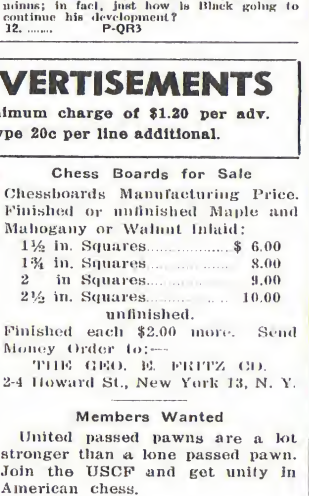 minus; in fact, just how is Black going to
continue his development?
12. ........ P-QR3
VERTISEMENTS
imum charge of $1.20 per adv.
ype 20c per line additional.
Chess Boards for Sale
Chessboards Manufacturing Price.
Finished or unfinished Maple and
Mahogany or Walnut Inlaid:
1½ in. Squares.................$ 6.00
1¾ in. Squares................. 8.00
2 in Squares................. 9.00
2½ in. Squares................. 10.00
unfinished.
Finished each $2.00 more. Send
Money Order to:—
THE GEO. E. FRITZ CO.
2-4 Howard St., New York 13, N. Y.
Members Wanted
United passed pawns are a lot
stronger than a lone passed pawn.
Join the USCF and get unity in
American chess.